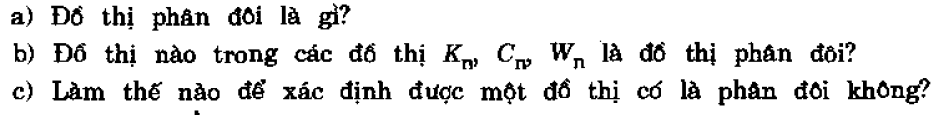 a) Đồ thị phân đôi là gì?
b) Đồ thị nào trong các đồ thị Kn, Cn, Wn là đồ thị phân đôi?
c) Làm thế nào để xác định được một đồ thị có là phân đôi không?